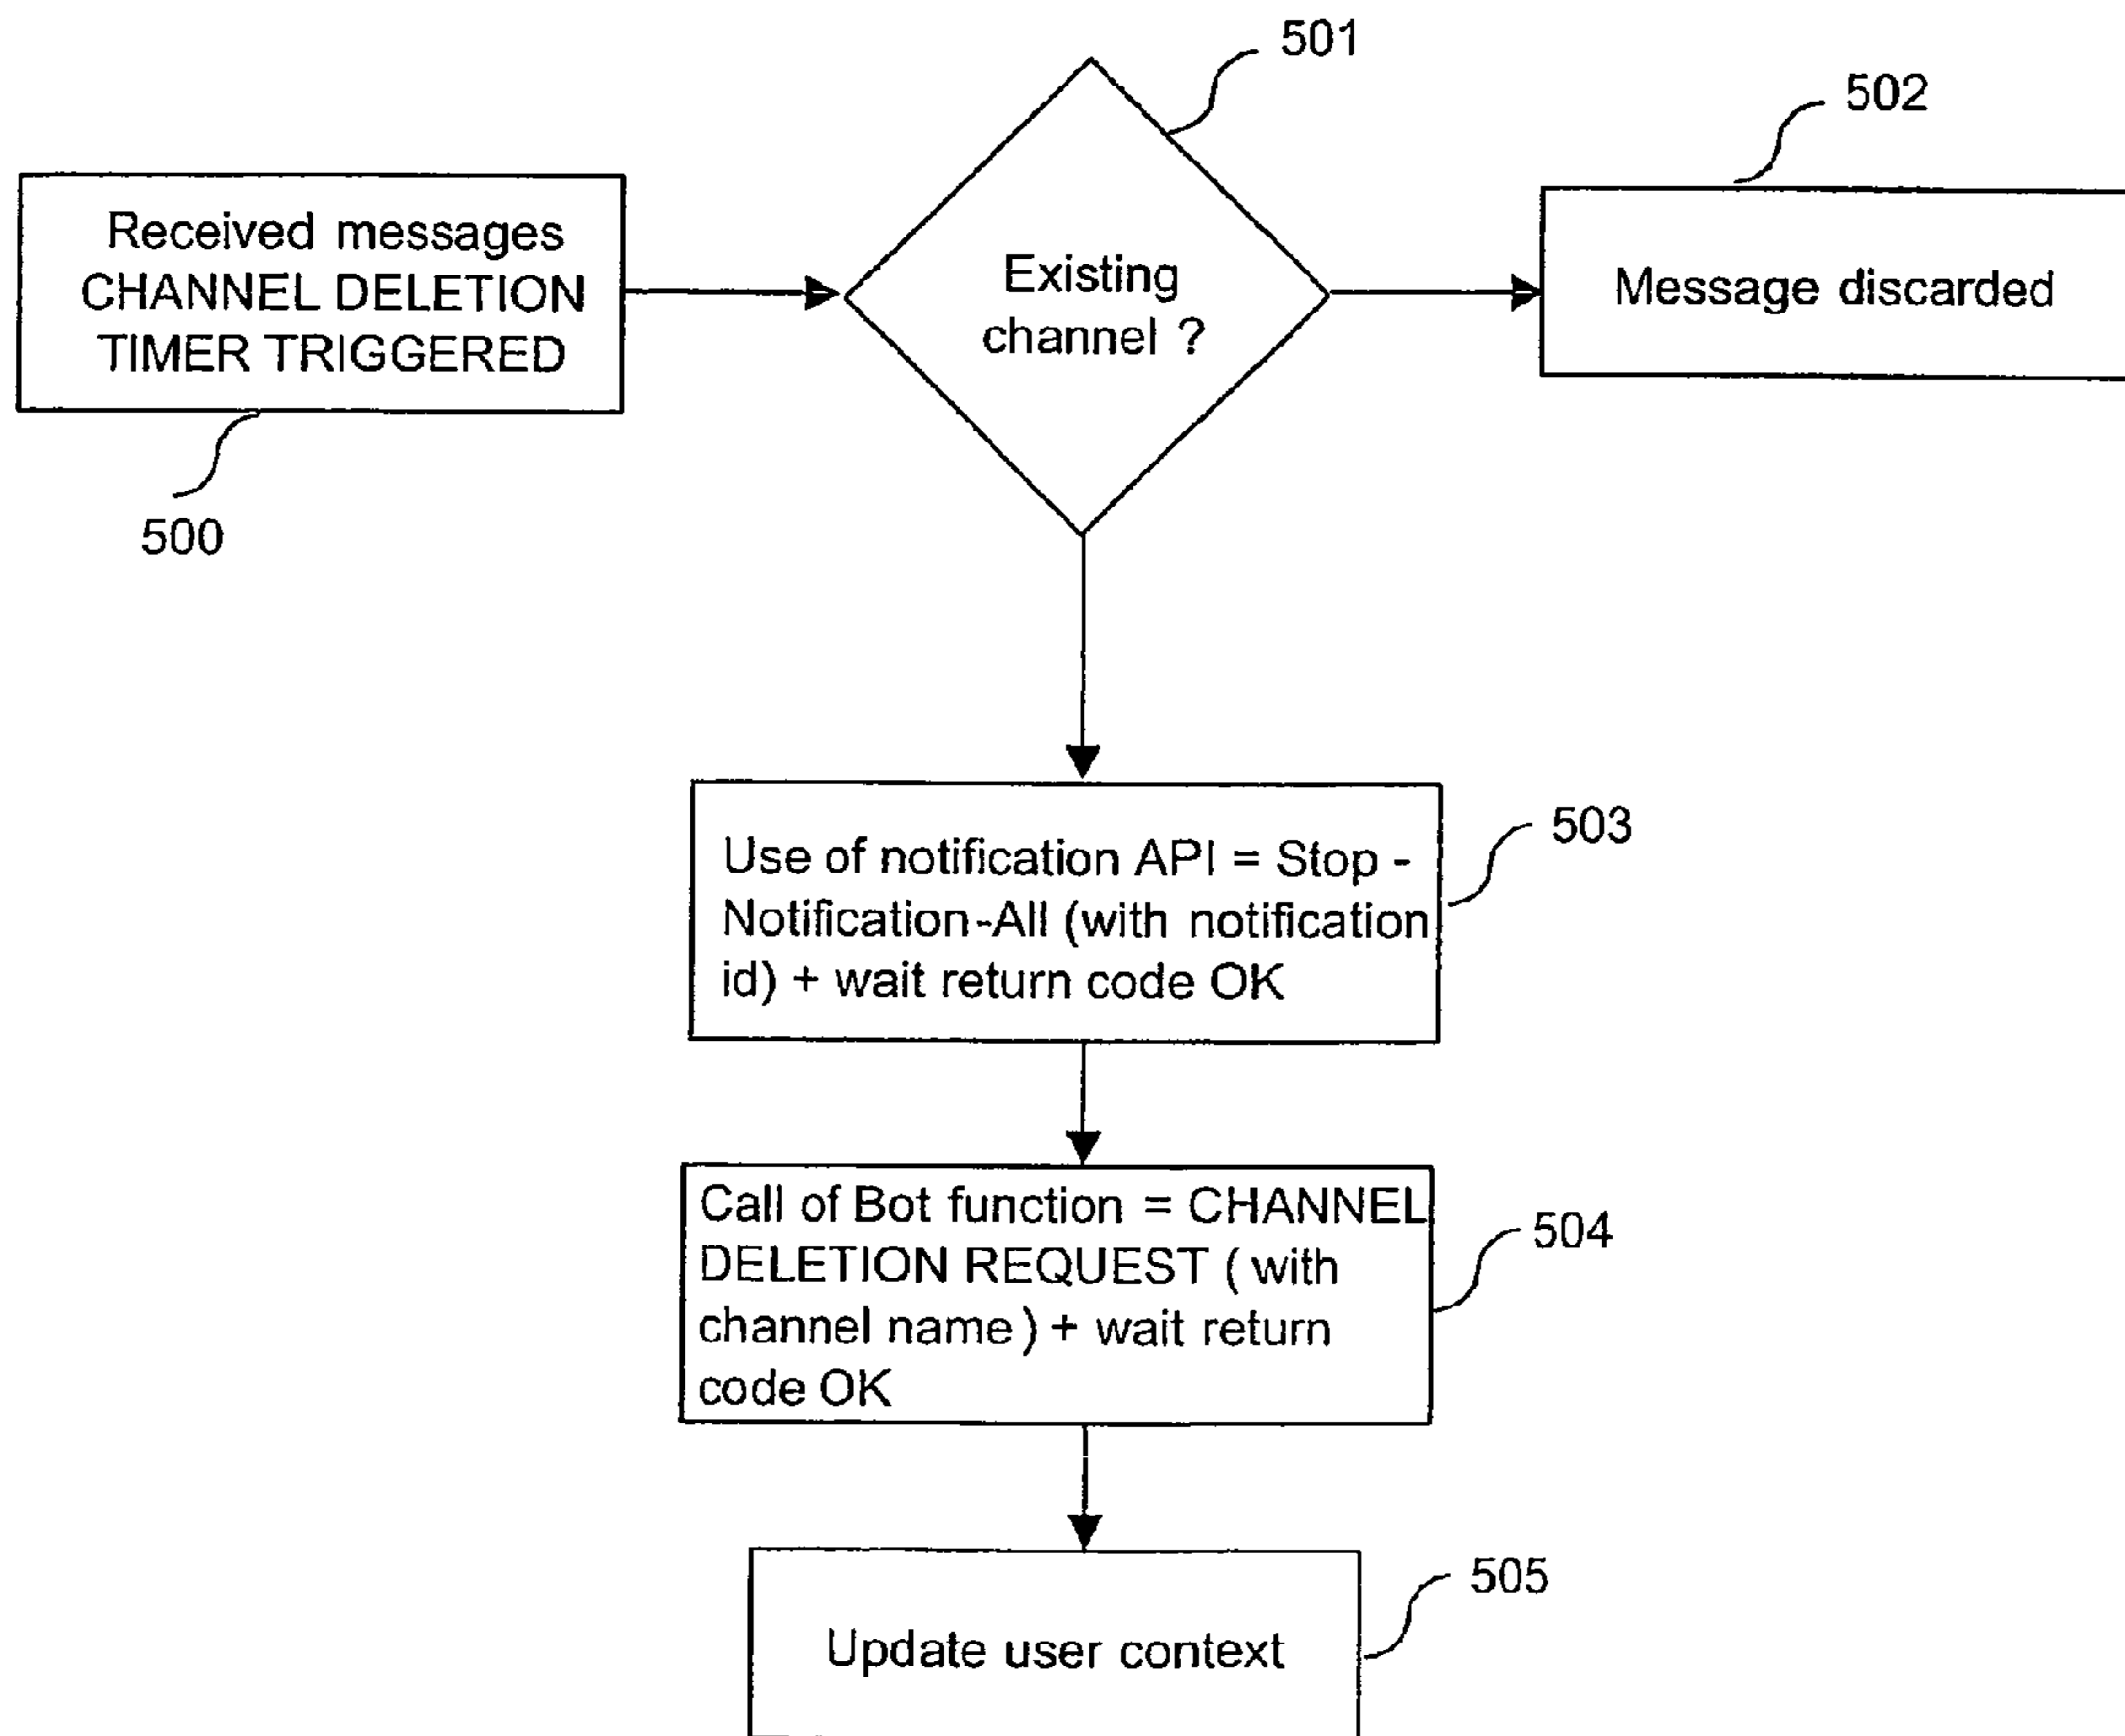 501
502
Received messages
CHANNEL DELETION
TIMER TRIGGERED
Existing
channel ?
Message discarded
500
503
Use of notification API = Stop -
Notification-All (with notification
id) + wait return code OK
504
Call of Bot function = CHANNEL
DELETION REQUEST ( with
channel name ) + wait return
code OK
505
Update user context